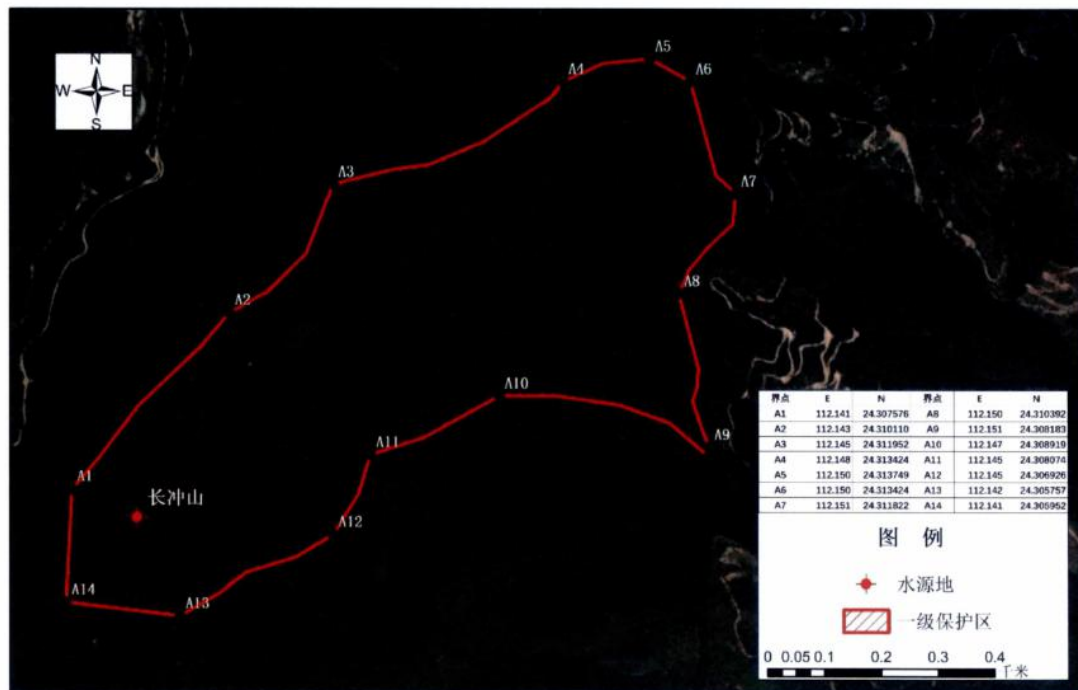 N
W E
S
A5
A4
A6
A3
A7
A2
A8
A10
A11
A9
A1
长冲山
A12
A14
A13
界点 E N 界点 E N
A1 112.141 24.307576 A8 112.150 24.310392
A2 112.143 24.310110 A9 112.151 24.308183
A3 112.145 24.311952 A10 112.147 24.308919
A4 112.148 24.313424 A11 112.145 24.308074
A5 112.150 24.313749 A12 112.145 24.306926
A6 112.150 24.313424 A13 112.142 24.305757
A7 112.151 24.311822 A14 112.141 24.305952
图 例
水源地
一级保护区
0 0.05 0.1 0.2 0.3 0.4
千米